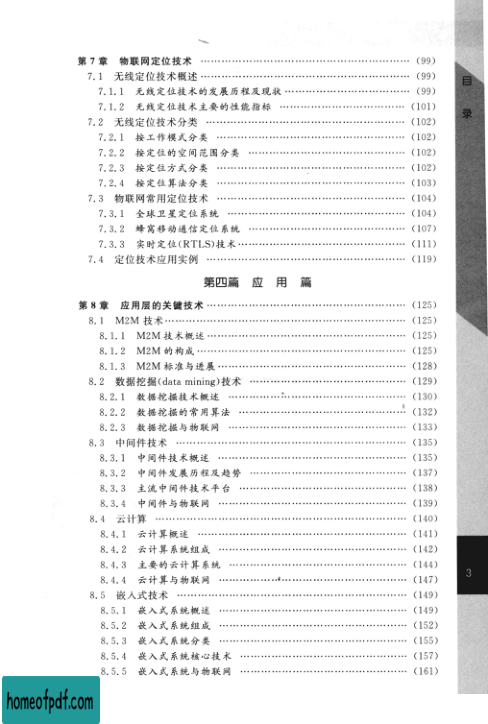 第7章 物联网定位技术 …………………………………………… (99)
7.1 无线定位技术概述 …………………………………………… (99)
7.1.1 无线定位技术的发展历程及现状 …………………………… (99)
7.1.2 无线定位技术主要的性能指标 …………………………… (101)
7.2 无线定位技术分类 …………………………………………… (102)
7.2.1 按工作模式分类 …………………………………………… (102)
7.2.2 按定位的空间范围分类 …………………………………… (102)
7.2.3 按定位方式分类 …………………………………………… (102)
7.2.4 按定位算法分类 …………………………………………… (103)
7.3 物联网常用定位技术 ………………………………………… (104)
7.3.1 全球卫星定位系统 ………………………………………… (104)
7.3.2 蜂窝移动通信定位系统 …………………………………… (107)
7.3.3 实时定位(RTLS)技术 ……………………………………… (111)
7.4 定位技术应用实例 …………………………………………… (119)
第四篇 应用篇
第8章 应用层的关键技术 ………………………………………… (125)
8.1 M2M技术 …………………………………………………… (125)
8.1.1 M2M技术概述 ……………………………………………… (125)
8.1.2 M2M的构成 ………………………………………………… (125)
8.1.3 M2M标准与进展 …………………………………………… (128)
8.2 数据挖掘(data mining)技术 ………………………………… (129)
8.2.1 数据挖掘技术概述 ………………………………………… (130)
8.2.2 数据挖掘的常用算法 ……………………………………… (132)
8.2.3 数据挖掘与物联网 ………………………………………… (133)
8.3 中间件技术 …………………………………………………… (135)
8.3.1 中间件技术概述 …………………………………………… (135)
8.3.2 中间件发展历程及趋势 …………………………………… (137)
8.3.3 主流中间件技术平台 ……………………………………… (138)
8.3.4 中间件与物联网 …………………………………………… (139)
8.4 云计算 ………………………………………………………… (140)
8.4.1 云计算概述 ………………………………………………… (141)
8.4.2 云计算系统组成 …………………………………………… (142)
8.4.3 主要的云计算系统 ………………………………………… (144)
8.4.4 云计算与物联网 …………………………………………… (147)
8.5 嵌入式技术 …………………………………………………… (149)
8.5.1 嵌入式系统概述 …………………………………………… (149)
8.5.2 嵌入式系统组成 …………………………………………… (152)
8.5.3 嵌入式系统分类 …………………………………………… (155)
8.5.4 嵌入式系统核心技术 ……………………………………… (157)
8.5.5 嵌入式系统与物联网 ……………………………………… (161)
目录
3
homeofpdf.com